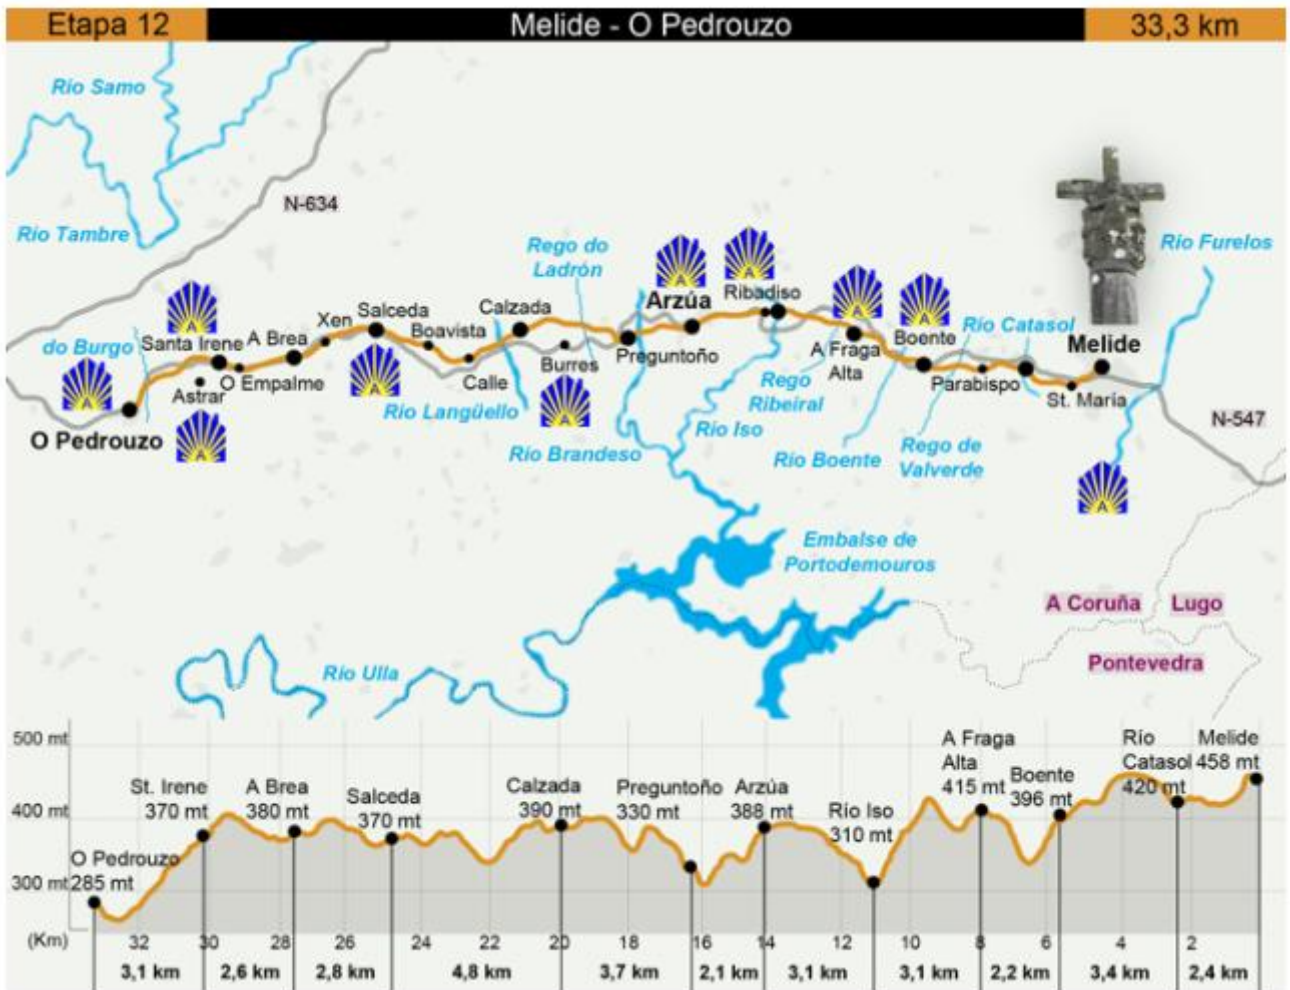 Etapa 12
Melide - O Pedrouzo
33,3 km
Río Samo
N-634
Río Tambre
Río Furelos
Rego do
Ladrón
Arzúa
Ribadiso
Salceda
Calzada
Xen
Boavista
A Brea
Santa Irene
do Burgo
Río Catasol
Boente
Melide
A Fraga
Alta
Preguntoño
Burres
Calle
O Empalme
Astrar
Parabispo
St. María
Rego
Ribeiral
Río Langüello
Río Iso
N-547
O Pedrouzo
Río Brandeso
Río Boente
Rego de
Valverde
A
A
A
A
A
A
A
A
A
A
Embalse de
Portodemouros
A Coruña
Lugo
Pontevedra
Río Ulla
500 mt
400 mt
300 mt
(Km)
O Pedrouzo
285 mt
St. Irene
370 mt
A Brea
380 mt
Salceda
370 mt
Calzada
390 mt
Preguntoño
330 mt
Arzúa
388 mt
Río Iso
310 mt
A Fraga
Alta
415 mt
Boente
396 mt
Río
Catasol
420 mt
Melide
458 mt
32 30 28 26 24 22 20 18 16 14 12 10 8 6 4 2
3,1 km 2,6 km 2,8 km 4,8 km 3,7 km 2,1 km 3,1 km 3,1 km 2,2 km 3,4 km 2,4 km